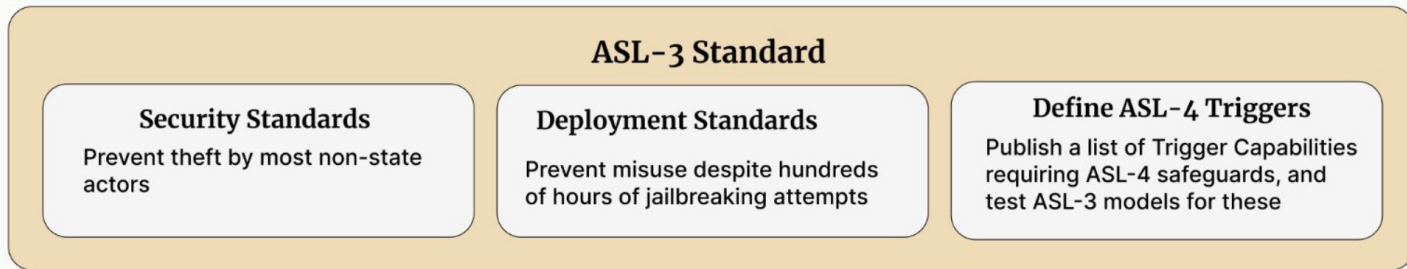 ASL-3 Standard
Security Standards
Prevent theft by most non-state
actors
Deployment Standards
Prevent misuse despite hundreds
of hours of jailbreaking attempts
Define ASL-4 Triggers
Publish a list of Trigger Capabilities
requiring ASL-4 safeguards, and
test ASL-3 models for these